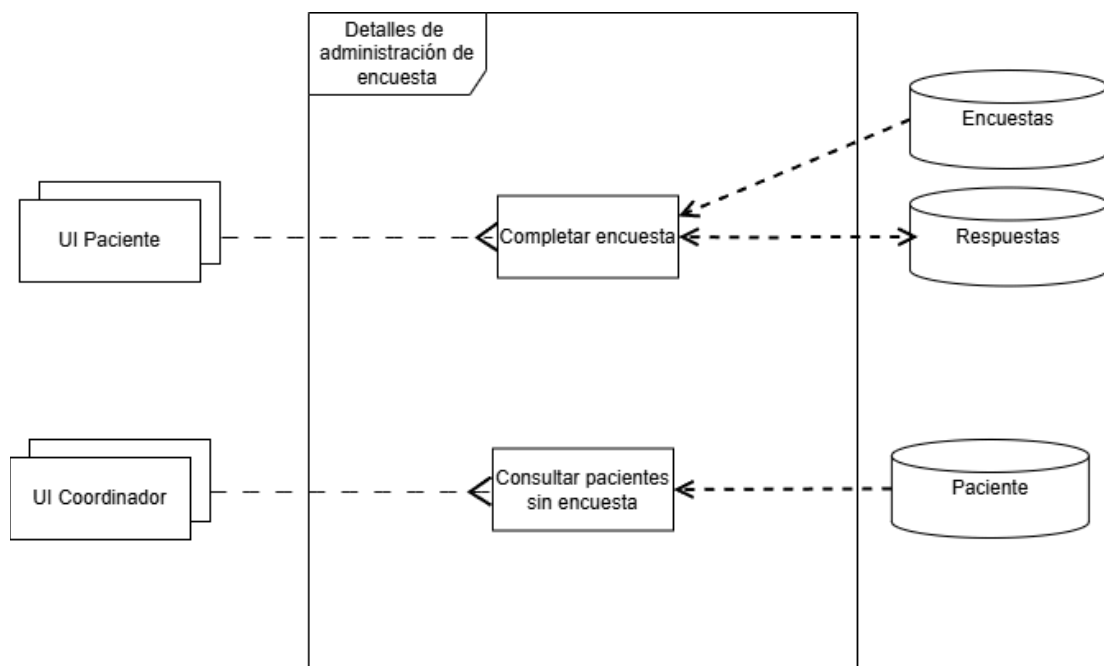 Detalles de
administración de
encuesta
Encuestas
UI Paciente
Completar encuesta
Respuestas
UI Coordinador
Consultar pacientes
sin encuesta
Paciente